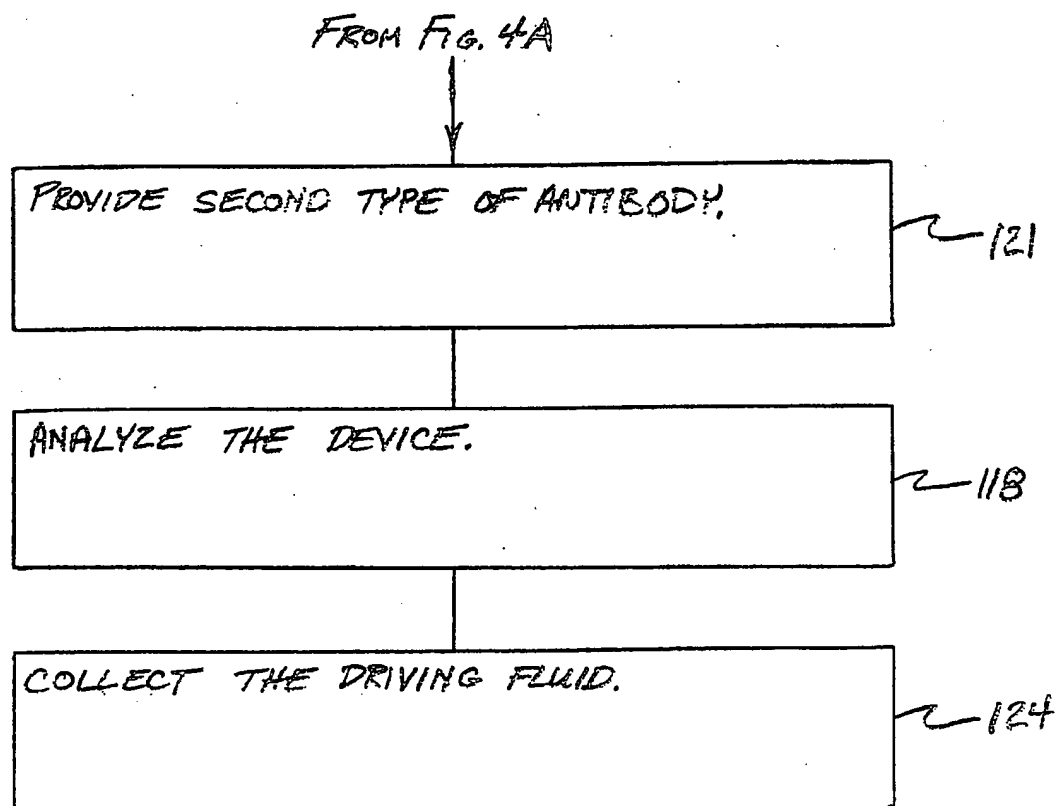 FROM FIG. 4A
PROVIDE SECOND TYPE OF ANTIBODY.
121
ANALYZE THE DEVICE.
118
COLLECT THE DRIVING FLUID.
124